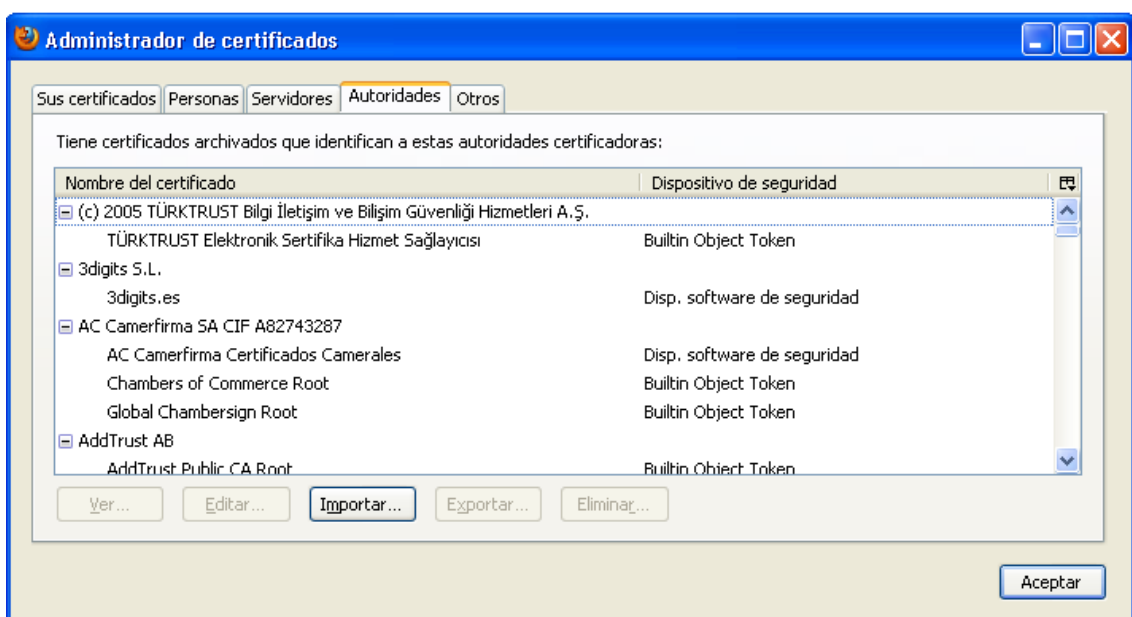 Administrador de certificados
Sus certificados Personas Servidores Autoridades Otros
Tiene certificados archivados que identifican a estas autoridades certificadoras:
Nombre del certificado Dispositivo de seguridad
(c) 2005 TÜRKTRUST Bilgi İletişim ve Bilişim Güvenliği Hizmetleri A.Ş.
TÜRKTRUST Elektronik Sertifika Hizmet Sağlayıcısı Builtin Object Token
3digits S.L.
3digits.es Disp. software de seguridad
AC Camerfirma SA CIF A82743287
AC Camerfirma Certificados Camerales Disp. software de seguridad
Chambers of Commerce Root Builtin Object Token
Global Chambersign Root Builtin Object Token
AddTrust AB
AddTrust Public CA Root Builtin Object Token
Ver... Editar... Importar... Exportar... Eliminar...
Aceptar